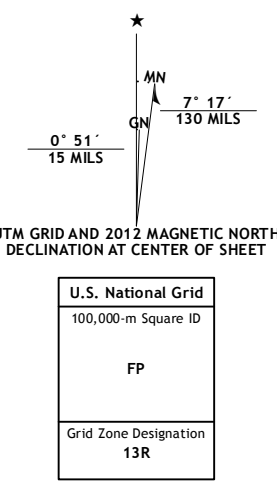 ★
MN
GN
7° 17´
130 MILS
0° 51´
15 MILS
UTM GRID AND 2012 MAGNETIC NORTH
DECLINATION AT CENTER OF SHEET
U.S. National Grid
100,000-m Square ID
FP
Grid Zone Designation
13R